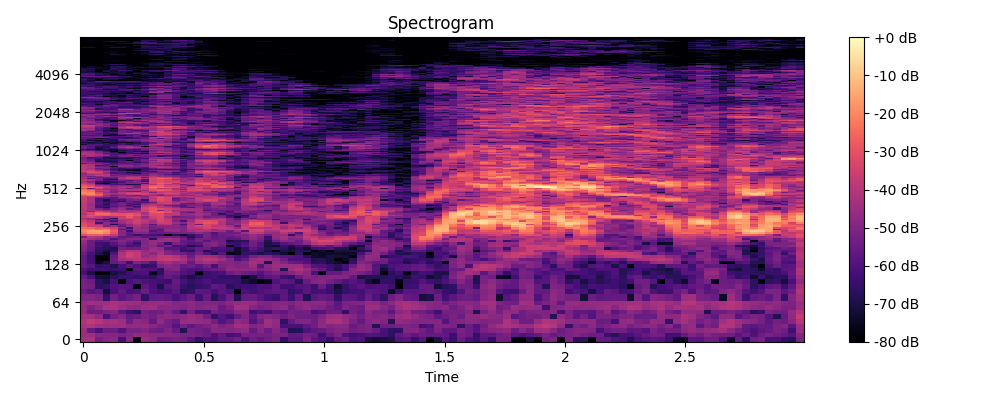 Spectrogram
Hz
4096
2048
1024
512
256
128
64
0
0
0.5
1
1.5
2
2.5
Time
+0 dB
-10 dB
-20 dB
-30 dB
-40 dB
-50 dB
-60 dB
-70 dB
-80 dB